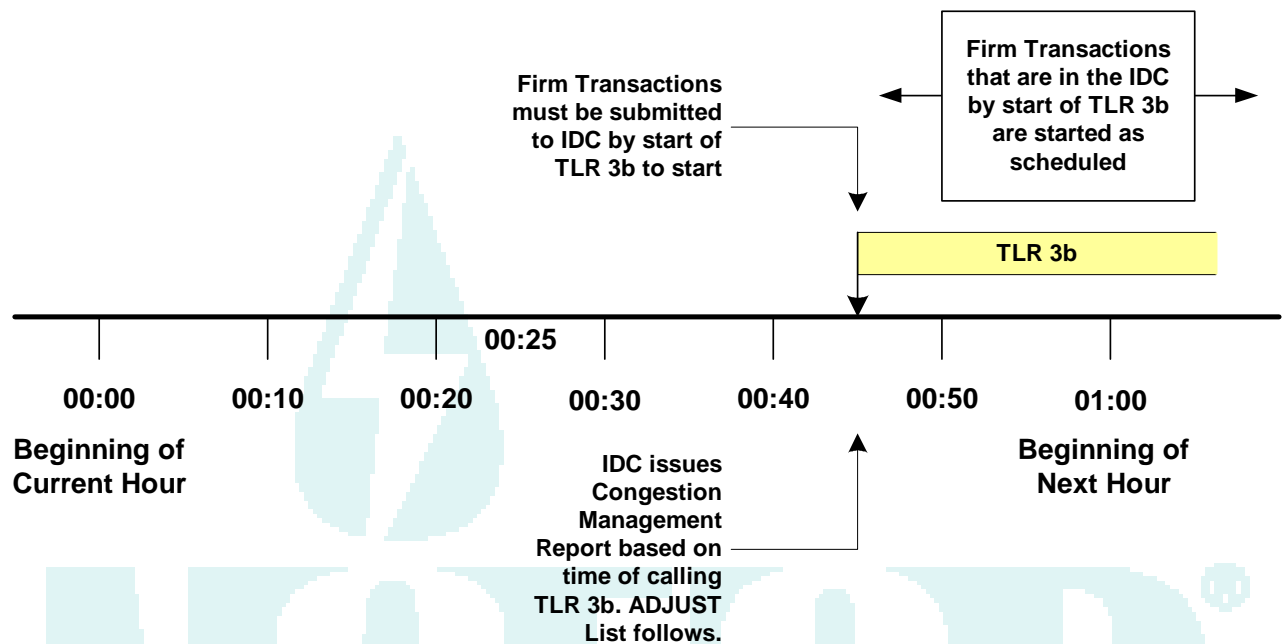 Firm Transactions
must be submitted
to IDC by start of
TLR 3b to start
Firm Transactions
that are in the IDC
by start of TLR 3b
are started as
scheduled
TLR 3b
00:25
00:00
00:10
00:20
00:30
00:40
00:50
01:00
Beginning of
Current Hour
IDC issues
Congestion
Management
Report based on
time of calling
TLR 3b. ADJUST
List follows.
Beginning of
Next Hour